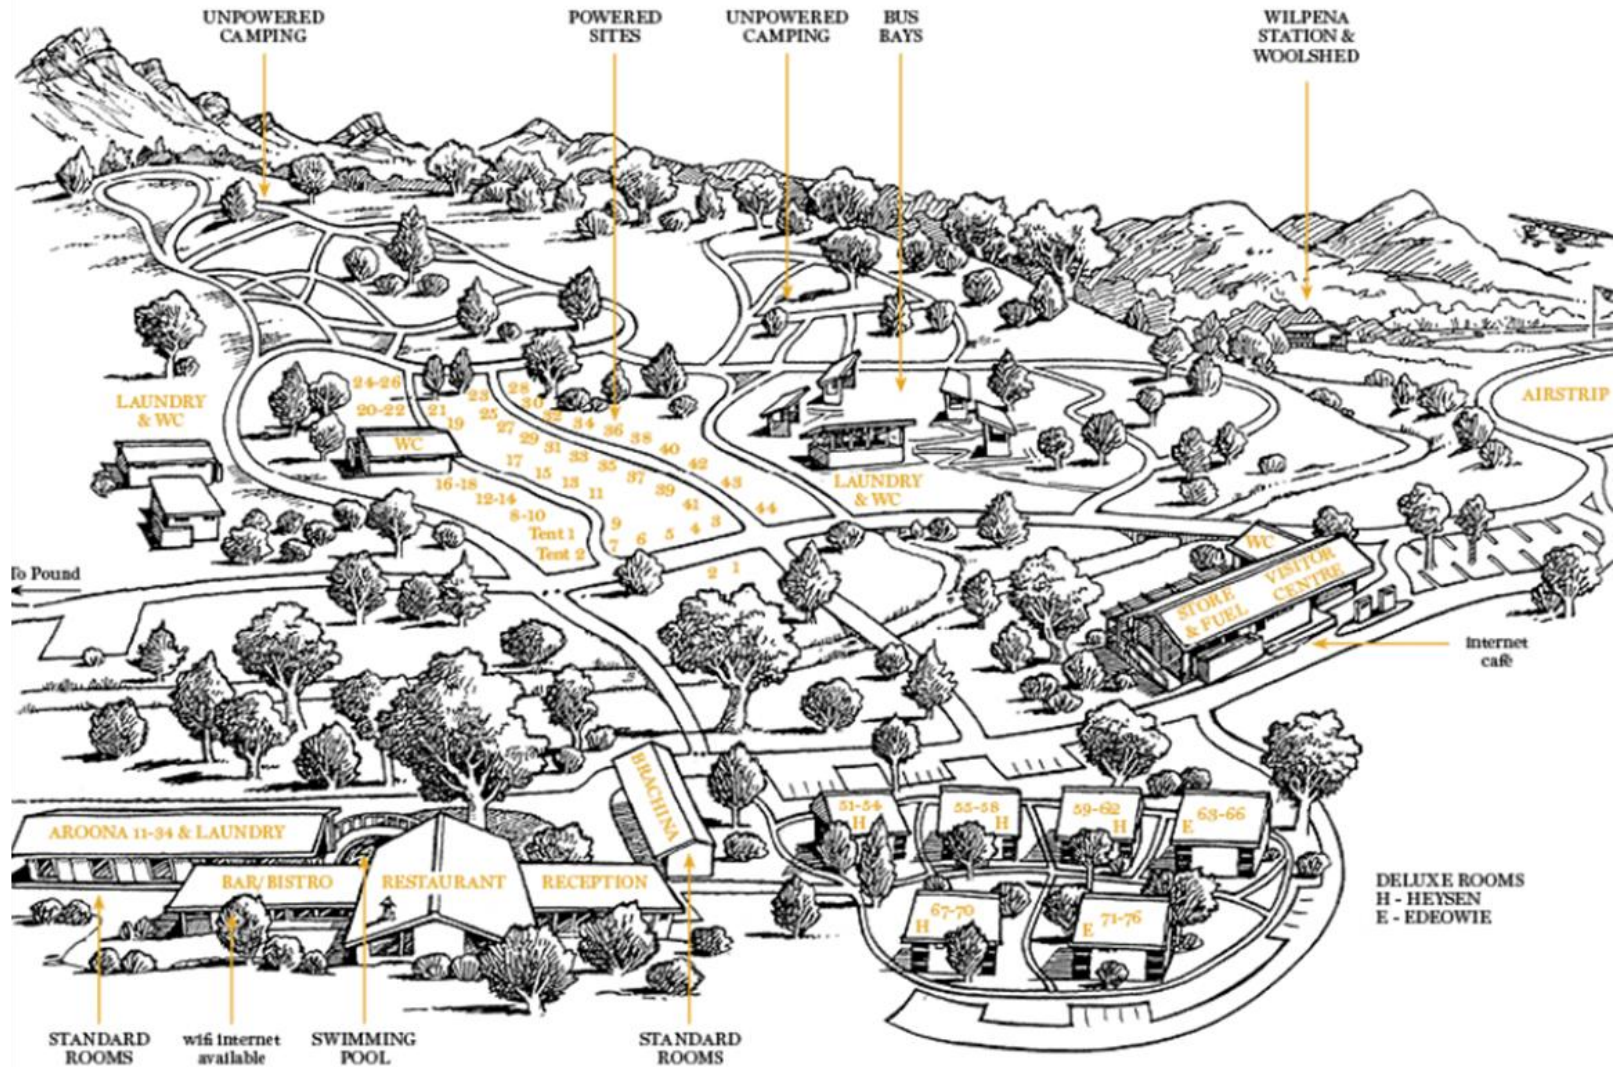 UNPOWERED
CAMPING
POWERED
SITES
UNPOWERED
CAMPING
BUS
BAYS
WILPENA
STATION &
WOOLSHED
AIRSTRIP
LAUNDRY
& WC
24-26
20-22
21
19
23
25
27
28
30
32
34
36
38
40
42
43
44
29
31
33
35
37
39
41
WC
17
15
13
11
9
7
6
5
4
3
16-18
12-14
8-10
Tent 1
Tent 2
2
1
LAUNDRY
& WC
To Pound
WC
STORE
& FUEL
VISITOR
CENTRE
internet
cafe
BRACHINA
51-54
H
55-58
H
59-62
H
63-66
E
67-70
H
71-76
E
AROONA 11-34 & LAUNDRY
BAR/BISTRO
RESTAURANT
RECEPTION
DELUXE ROOMS
H - HEYSEN
E - EDEOWIE
STANDARD
ROOMS
wifi internet
available
SWIMMING
POOL
STANDARD
ROOMS